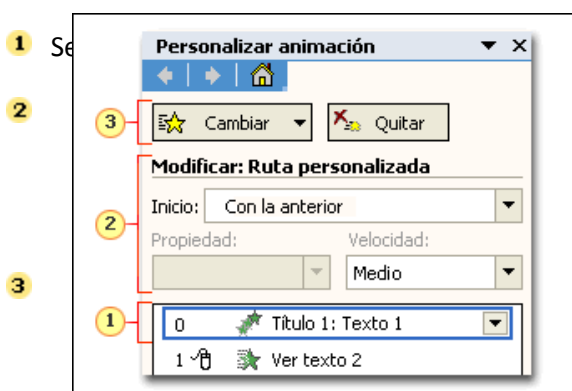 1 Se
Personalizar animación
2
3 Cambiar Quitar
Modificar: Ruta personalizada
2 Inicio: Con la anterior
Propiedad: Velocidad:
Medio
3
1 0 Título 1: Texto 1
1 Ver texto 2